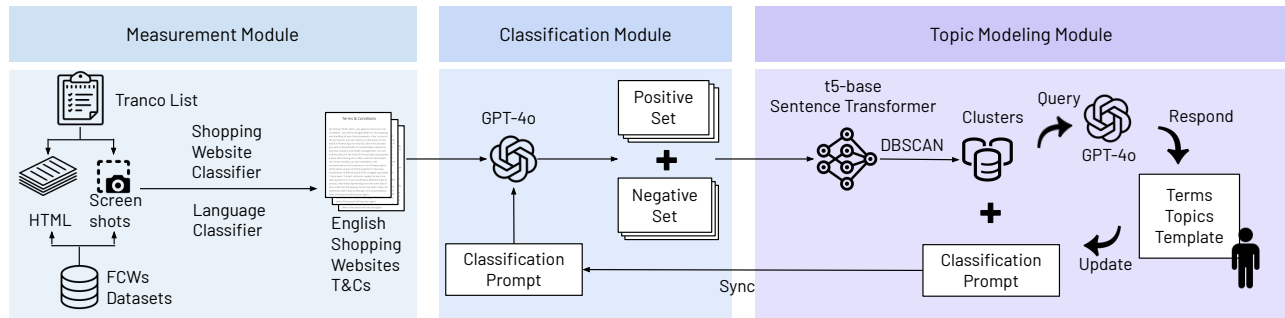 Measurement Module
Classification Module
Topic Modeling Module
Tranco List
HTML
Screen
shots
FCWs
Datasets
Shopping
Website
Classifier
Language
Classifier
Terms & Conditions
English
Shopping
Websites
T&Cs
GPT-4o
Classification
Prompt
Positive
Set
Negative
Set
Sync
t5-base
Sentence Transformer
DBSCAN
Clusters
Query
GPT-4o
Respond
Terms
Topics
Template
Update
Classification
Prompt